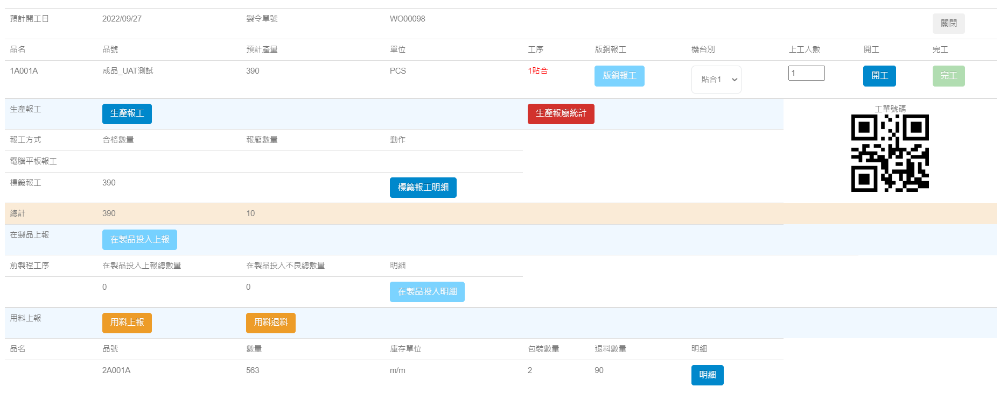 預計開工日 2022/09/27 製令單號 WO00098 關閉
品名 品號 預計產量 單位 工序 版銅報工 機台別 上工人數 開工 完工
1A001A 成品_UAT測試 390 PCS 1貼合 版銅報工 貼合1 1 開工 完工
生產報工 生產報工 生產報廢統計 工單號碼
報工方式 合格數量 報廢數量 動作
電腦平板報工
標籤報工 390 標籤報工明細
總計 390 10
在製品上報 在製品投入上報
前製程工序 在製品投入上報總數量 在製品投入不良總數量 明細
0 0 在製品投入明細
用料上報 用料上報 用料退料
品名 品號 數量 庫存單位 包裝數量 退料數量 明細
2A001A 563 m/m 2 90 明細